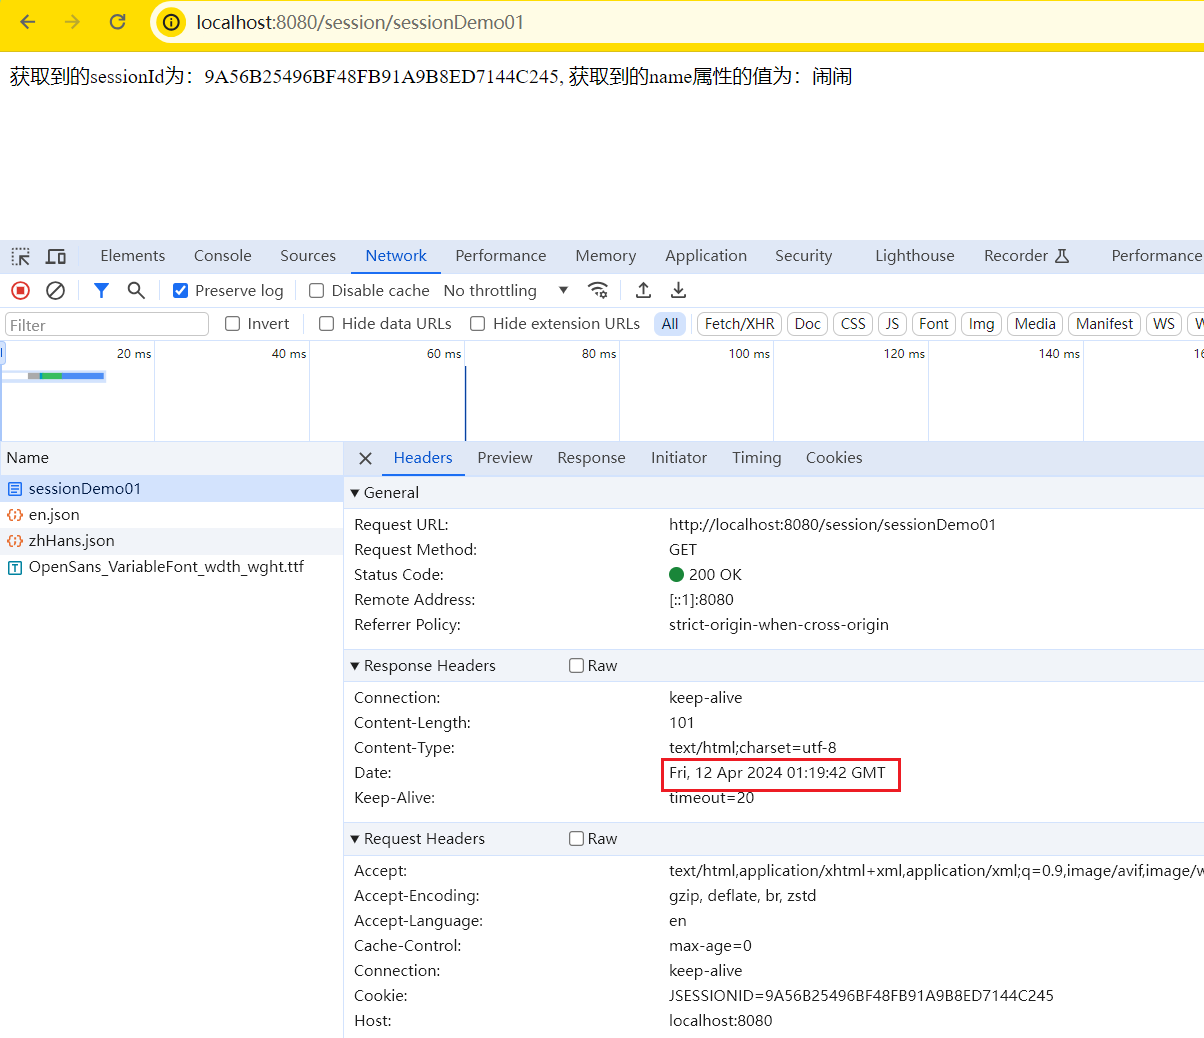 localhost:8080/session/sessionDemo01
获取到的sessionId为：9A56B25496BF48FB91A9B8ED7144C245, 获取到的name属性的值为：闹闹
Elements Console Sources Network Performance Memory Application Security Lighthouse Recorder Performance
Preserve log Disable cache No throttling
Filter Invert Hide data URLs Hide extension URLs All Fetch/XHR Doc CSS JS Font Img Media Manifest WS
20 ms 40 ms 60 ms 80 ms 100 ms 120 ms 140 ms 16
Name Headers Preview Response Initiator Timing Cookies
sessionDemo01
en.json
zhHans.json
OpenSans_VariableFont_wdth_wght.ttf
General
Request URL: http://localhost:8080/session/sessionDemo01
Request Method: GET
Status Code: 200 OK
Remote Address: [::1]:8080
Referrer Policy: strict-origin-when-cross-origin
Response Headers Raw
Connection: keep-alive
Content-Length: 101
Content-Type: text/html;charset=utf-8
Date: Fri, 12 Apr 2024 01:19:42 GMT
Keep-Alive: timeout=20
Request Headers Raw
Accept: text/html,application/xhtml+xml,application/xml;q=0.9,image/avif,image/w
Accept-Encoding: gzip, deflate, br, zstd
Accept-Language: en
Cache-Control: max-age=0
Connection: keep-alive
Cookie: JSESSIONID=9A56B25496BF48FB91A9B8ED7144C245
Host: localhost:8080